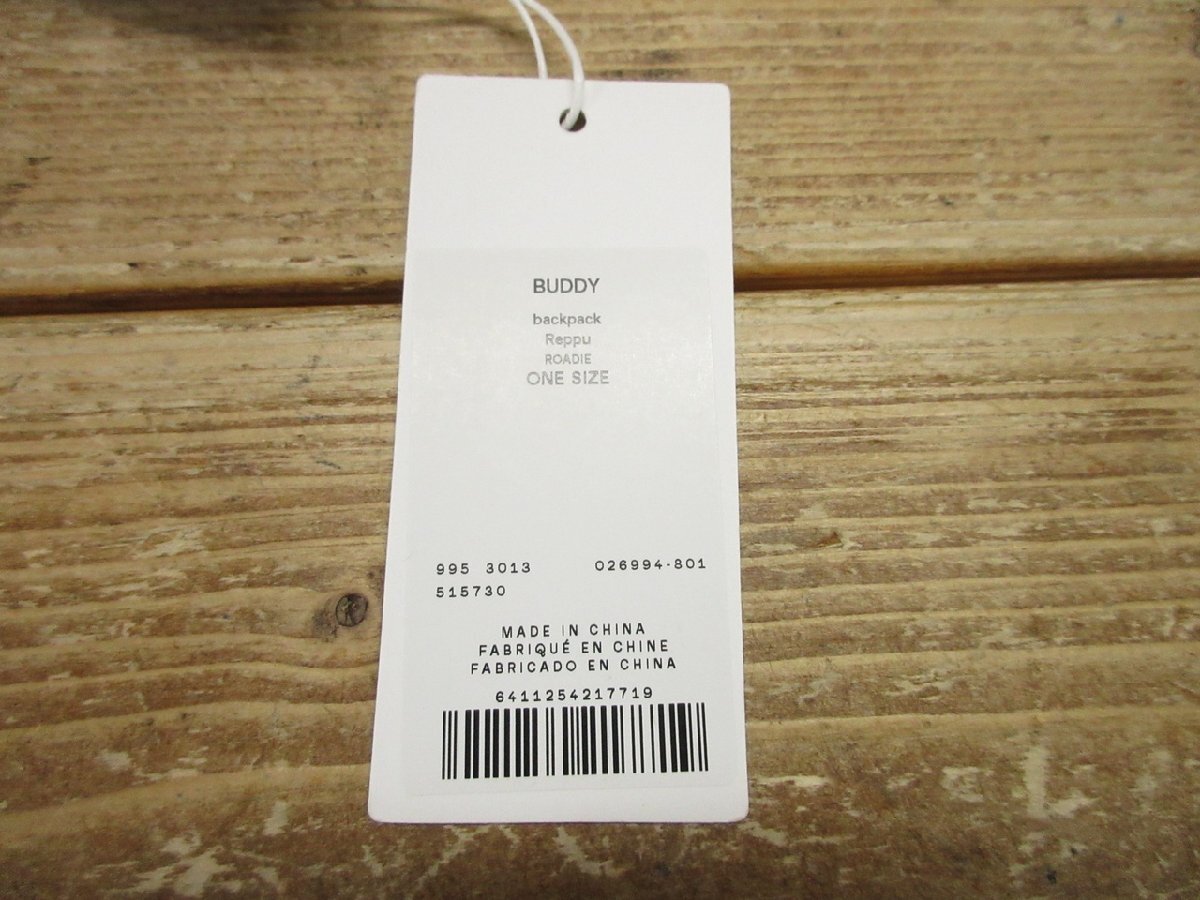 BUDDY
backpack
Reppu
ROADIE
ONE SIZE
995 3013 026994-801
515730
MADE IN CHINA
FABRIQUÉ EN CHINE
FABRICADO EN CHINA
6411254217719